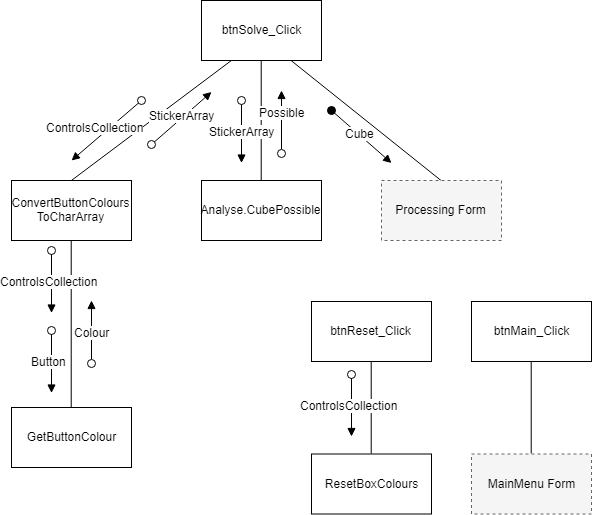 btnSolve_Click
ControlsCollection
StickerArray
StickerArray
Possible
Cube
ConvertButtonColours
ToCharArray
Analyse.CubePossible
Processing Form
ControlsCollection
Colour
Button
GetButtonColour
btnReset_Click
btnMain_Click
ControlsCollection
ResetBoxColours
MainMenu Form